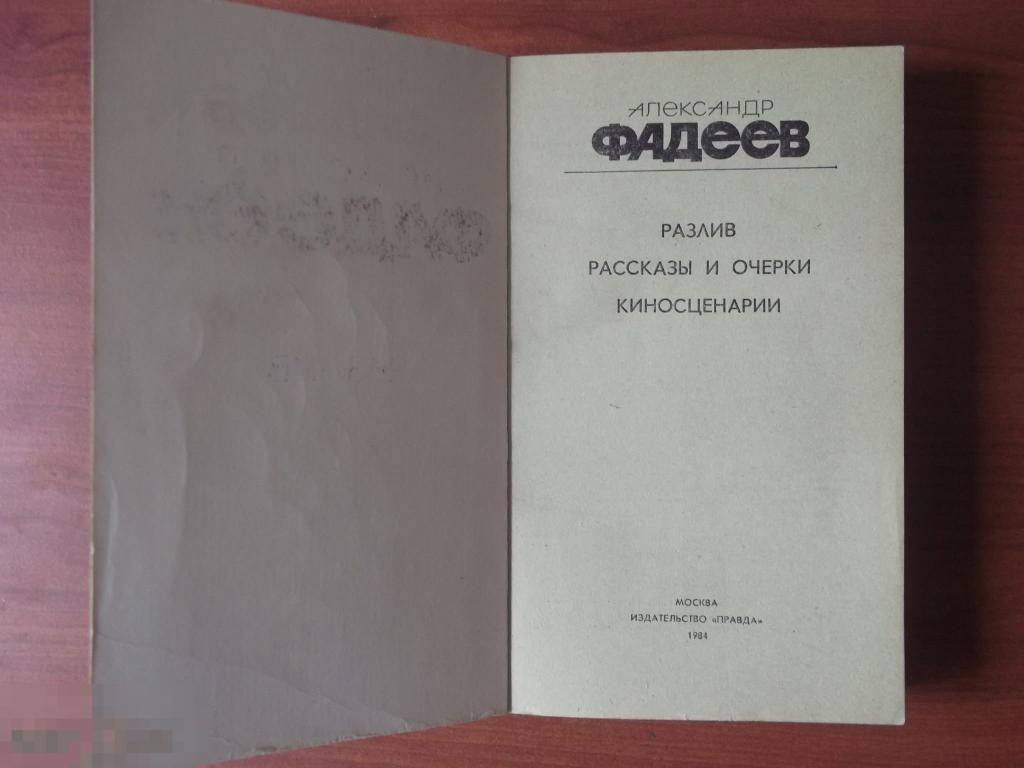 АЛЕКСАНДР
ФАДЕЕВ
РАЗЛИВ
РАССКАЗЫ И ОЧЕРКИ
КИНОСЦЕНАРИИ
МОСКВА
ИЗДАТЕЛЬСТВО «ПРАВДА»
1984